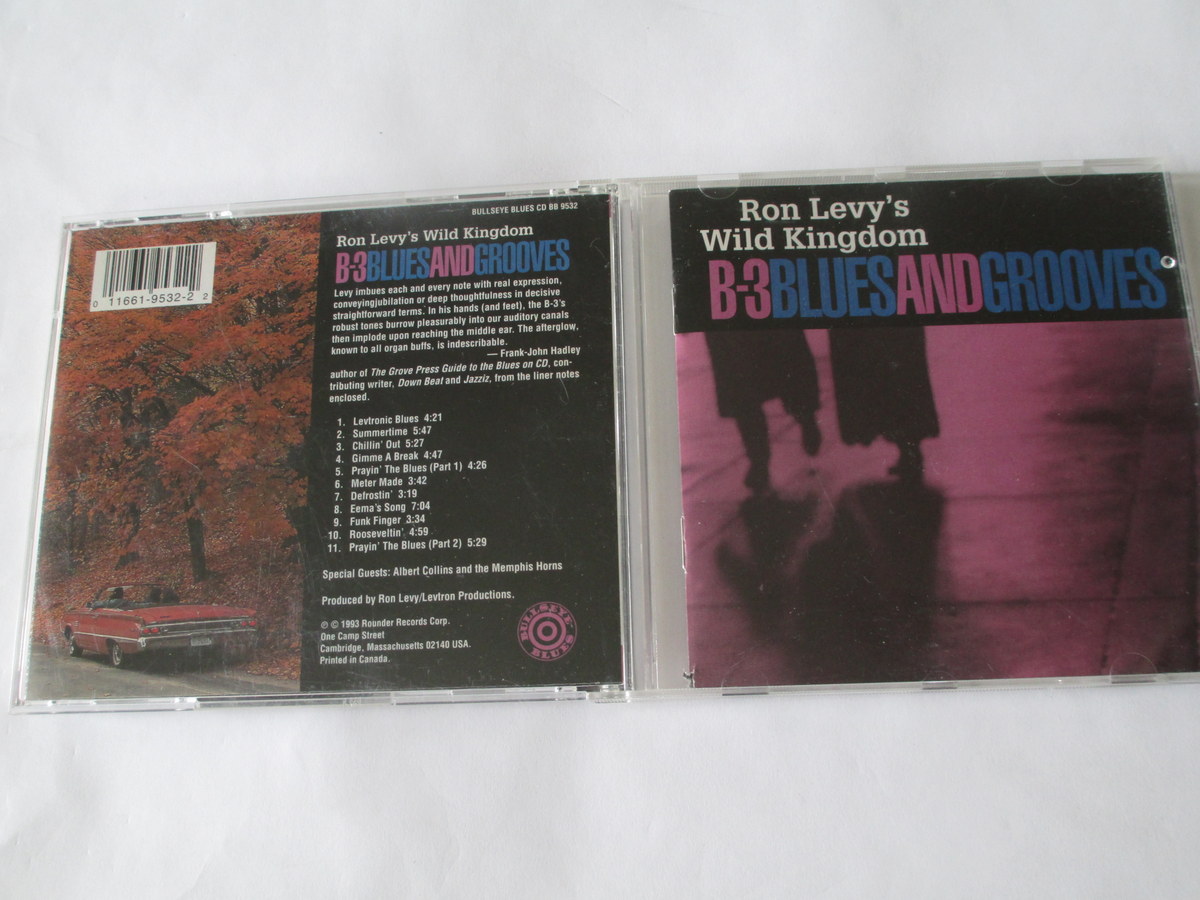 BULLSEYE BLUES CD BB 9532
Ron Levy's Wild Kingdom
B-3BLUESANDGROOVES
Levy imbues each and every note with real expression,
conveyingjubilation or deep thoughtfulness in decisive
straightforward terms. In his hands (and feet), the B-3's
robust tones burrow pleasurably into our auditory canals
then implode upon reaching the middle ear. The afterglow,
known to all organ buffs, is indescribable.
— Frank-John Hadley
author of The Grove Press Guide to the Blues on CD, con-
tributing writer, Down Beat and Jazziz, from the liner notes
enclosed.
1. Levtronic Blues 4:21
2. Summertime 5:47
3. Chillin' Out 5:27
4. Gimme A Break 4:47
5. Prayin' The Blues (Part 1) 4:26
6. Meter Made 3:42
7. Defrostin' 3:19
8. Eema's Song 7:04
9. Funk Finger 3:34
10. Rooseveltin' 4:59
11. Prayin' The Blues (Part 2) 5:29
Special Guests: Albert Collins and the Memphis Horns
Produced by Ron Levy/Levtron Productions.
℗ © 1993 Rounder Records Corp.
One Camp Street
Cambridge, Massachusetts 02140 USA.
Printed in Canada.
BULLSEYE
BLUES
0 11661-9532-2 2
Ron Levy's
Wild Kingdom
B-3BLUESANDGROOVES